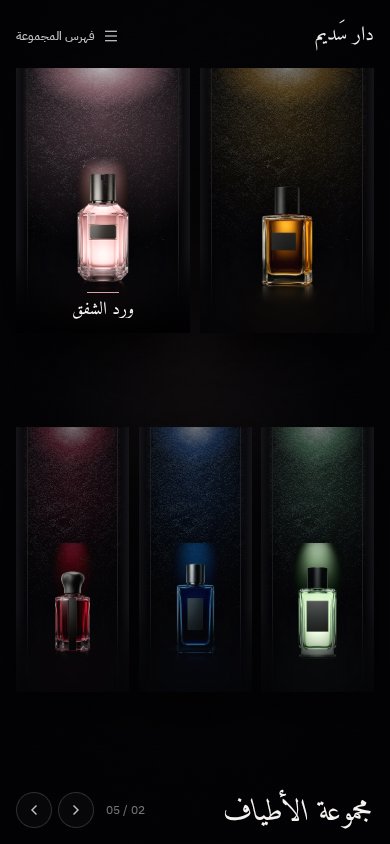 دار سَديم
فهرس المجموعة
ورد الشفق
مجموعة الأطياف
05 / 02